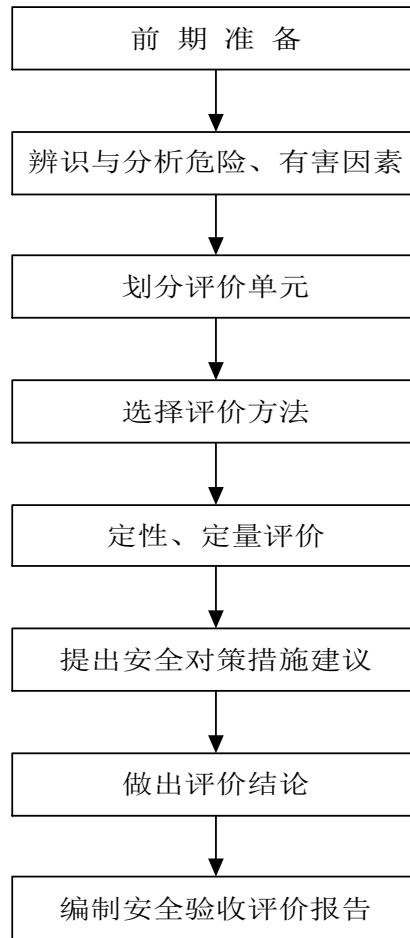 前期准备
辨识与分析危险、有害因素
划分评价单元
选择评价方法
定性、定量评价
提出安全对策措施建议
做出评价结论
编制安全验收评价报告